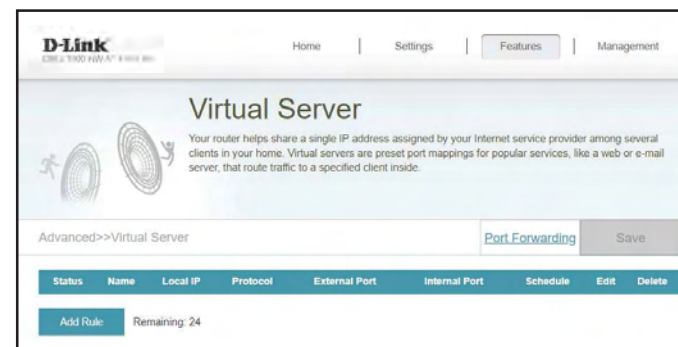 D-Link
Home | Settings | Features | Management
Virtual Server
Your router helps share a single IP address assigned by your Internet service provider among several
clients in your home. Virtual servers are preset port mappings for popular services, like a web or e-mail
server, that route traffic to a specified client inside.
Advanced>>Virtual Server Port Forwarding Save
Status Name Local IP Protocol External Port Internal Port Schedule Edit Delete
Add Rule Remaining: 24